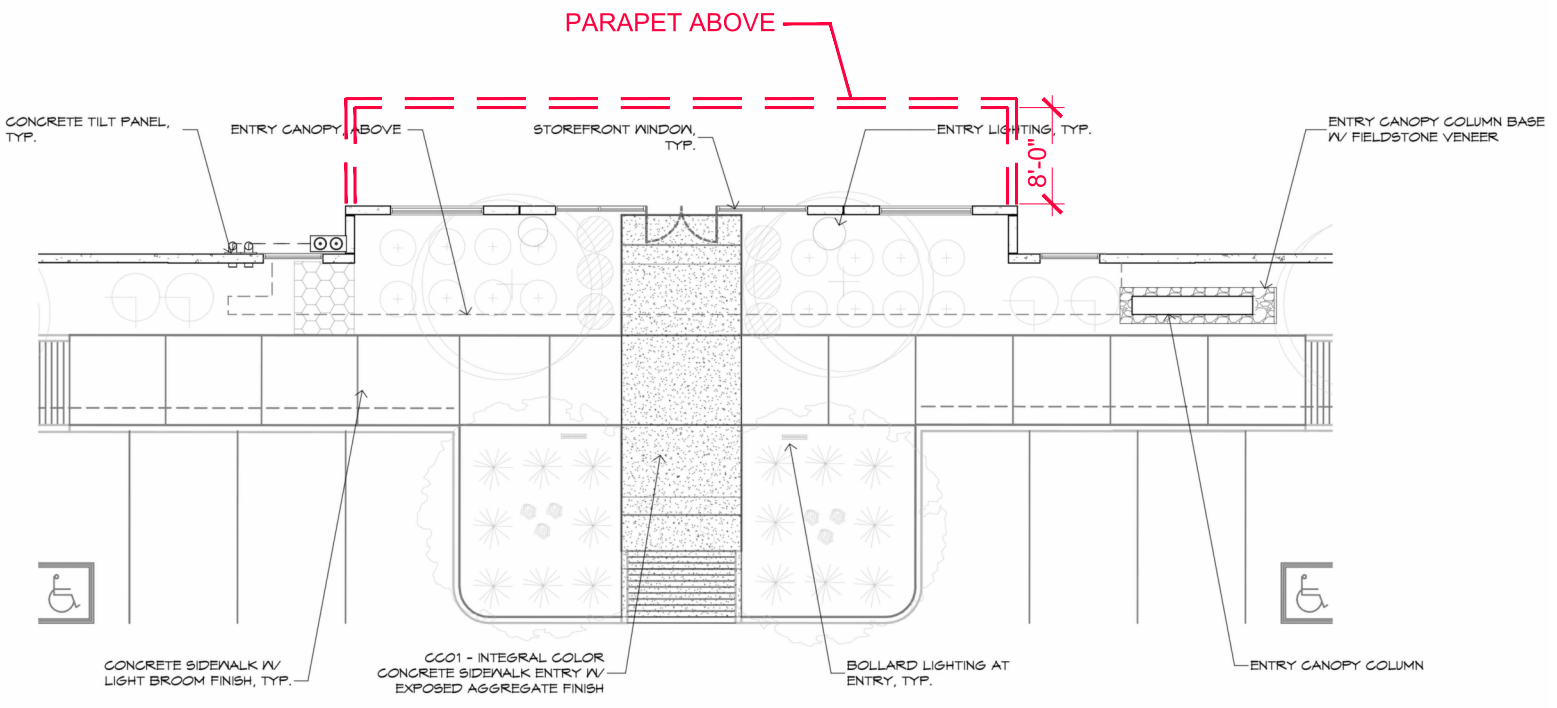 PARAPET ABOVE
CONCRETE TILT PANEL,
TYP.
ENTRY CANOPY, ABOVE
STOREFRONT WINDOW,
TYP.
ENTRY LIGHTING, TYP.
8'-0"
ENTRY CANOPY COLUMN BASE
W/ FIELDSTONE VENEER
CONCRETE SIDEWALK W/
LIGHT BROOM FINISH, TYP.
CC01 - INTEGRAL COLOR
CONCRETE SIDEWALK ENTRY W/
EXPOSED AGGREGATE FINISH
BOLLARD LIGHTING AT
ENTRY, TYP.
ENTRY CANOPY COLUMN